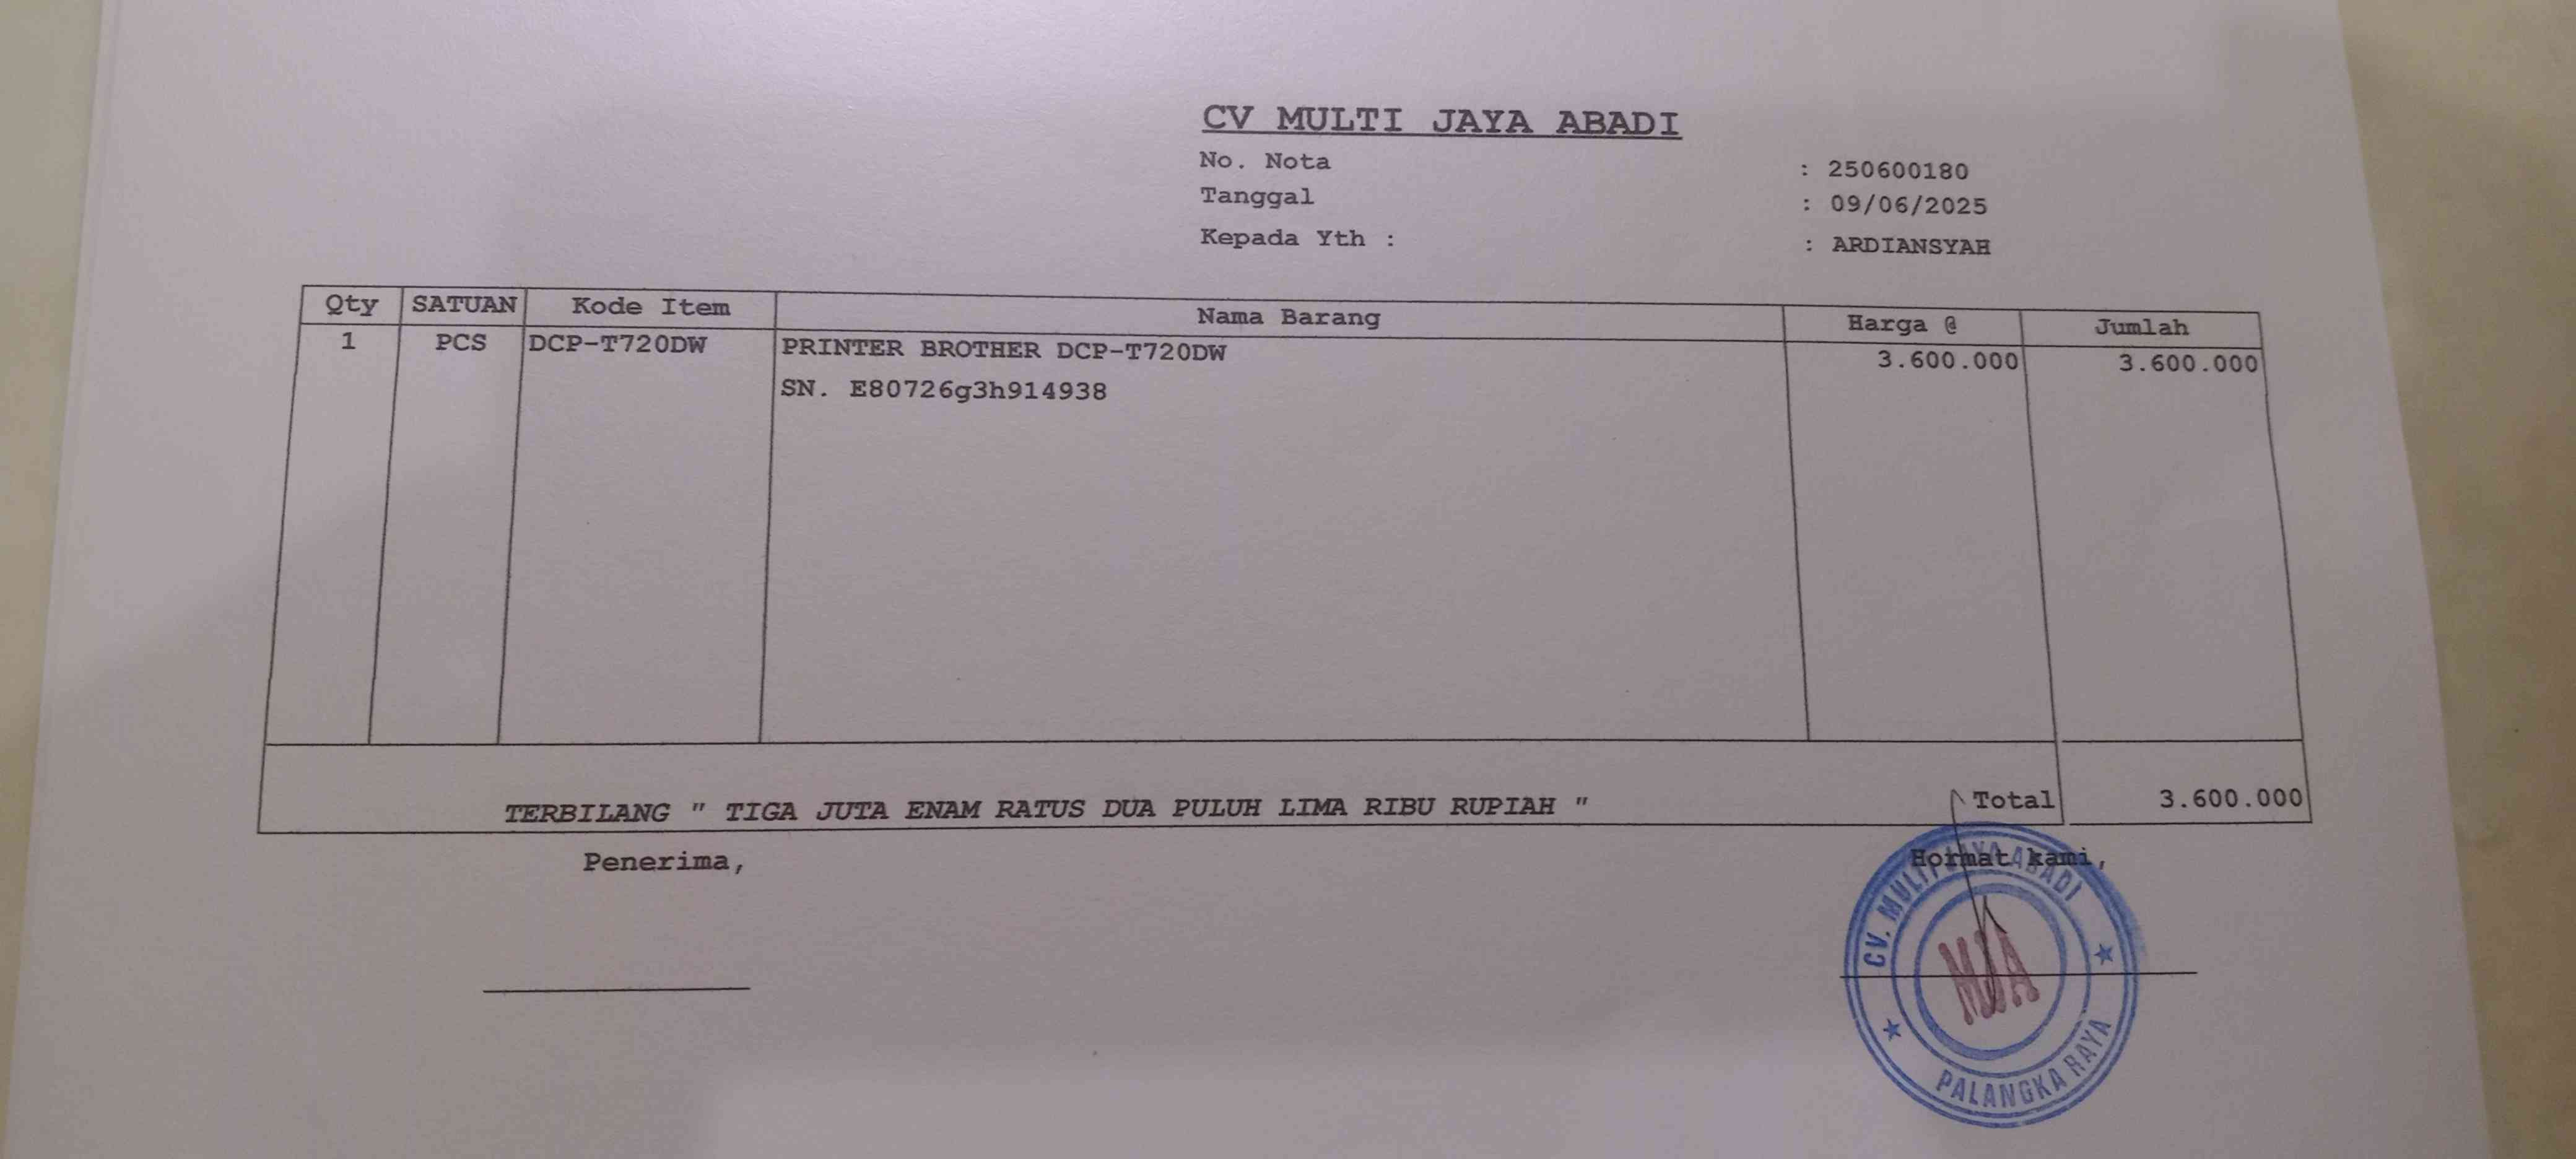 CV MULTI JAYA ABADI
No. Nota : 250600180
Tanggal : 09/06/2025
Kepada Yth : : ARDIANSYAH
Qty SATUAN Kode Item Nama Barang Harga @ Jumlah
1 PCS DCP-T720DW PRINTER BROTHER DCP-T720DW 3.600.000 3.600.000
SN. E80726g3h914938
TERBILANG " TIGA JUTA ENAM RATUS DUA PULUH LIMA RIBU RUPIAH " Total 3.600.000
Penerima, Hormat kami,
CV. MULTI JAYA ABADI
MJA
PALANGKA RAYA